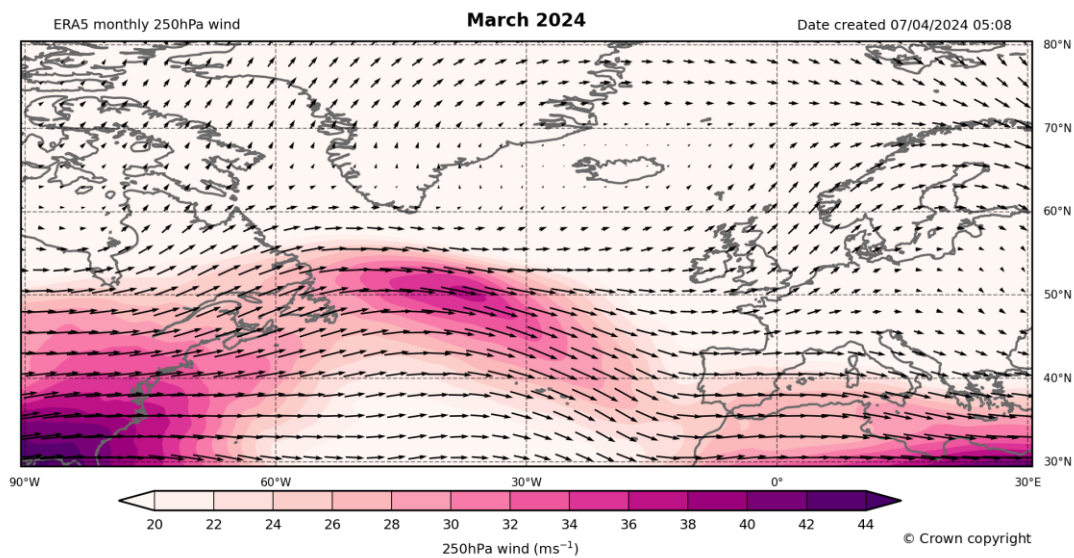 ERA5 monthly 250hPa wind
March 2024
Date created 07/04/2024 05:08
80°N
70°N
60°N
50°N
40°N
30°N
90°W 60°W 30°W 0° 30°E
20 22 24 26 28 30 32 34 36 38 40 42 44
250hPa wind (ms⁻¹)
© Crown copyright